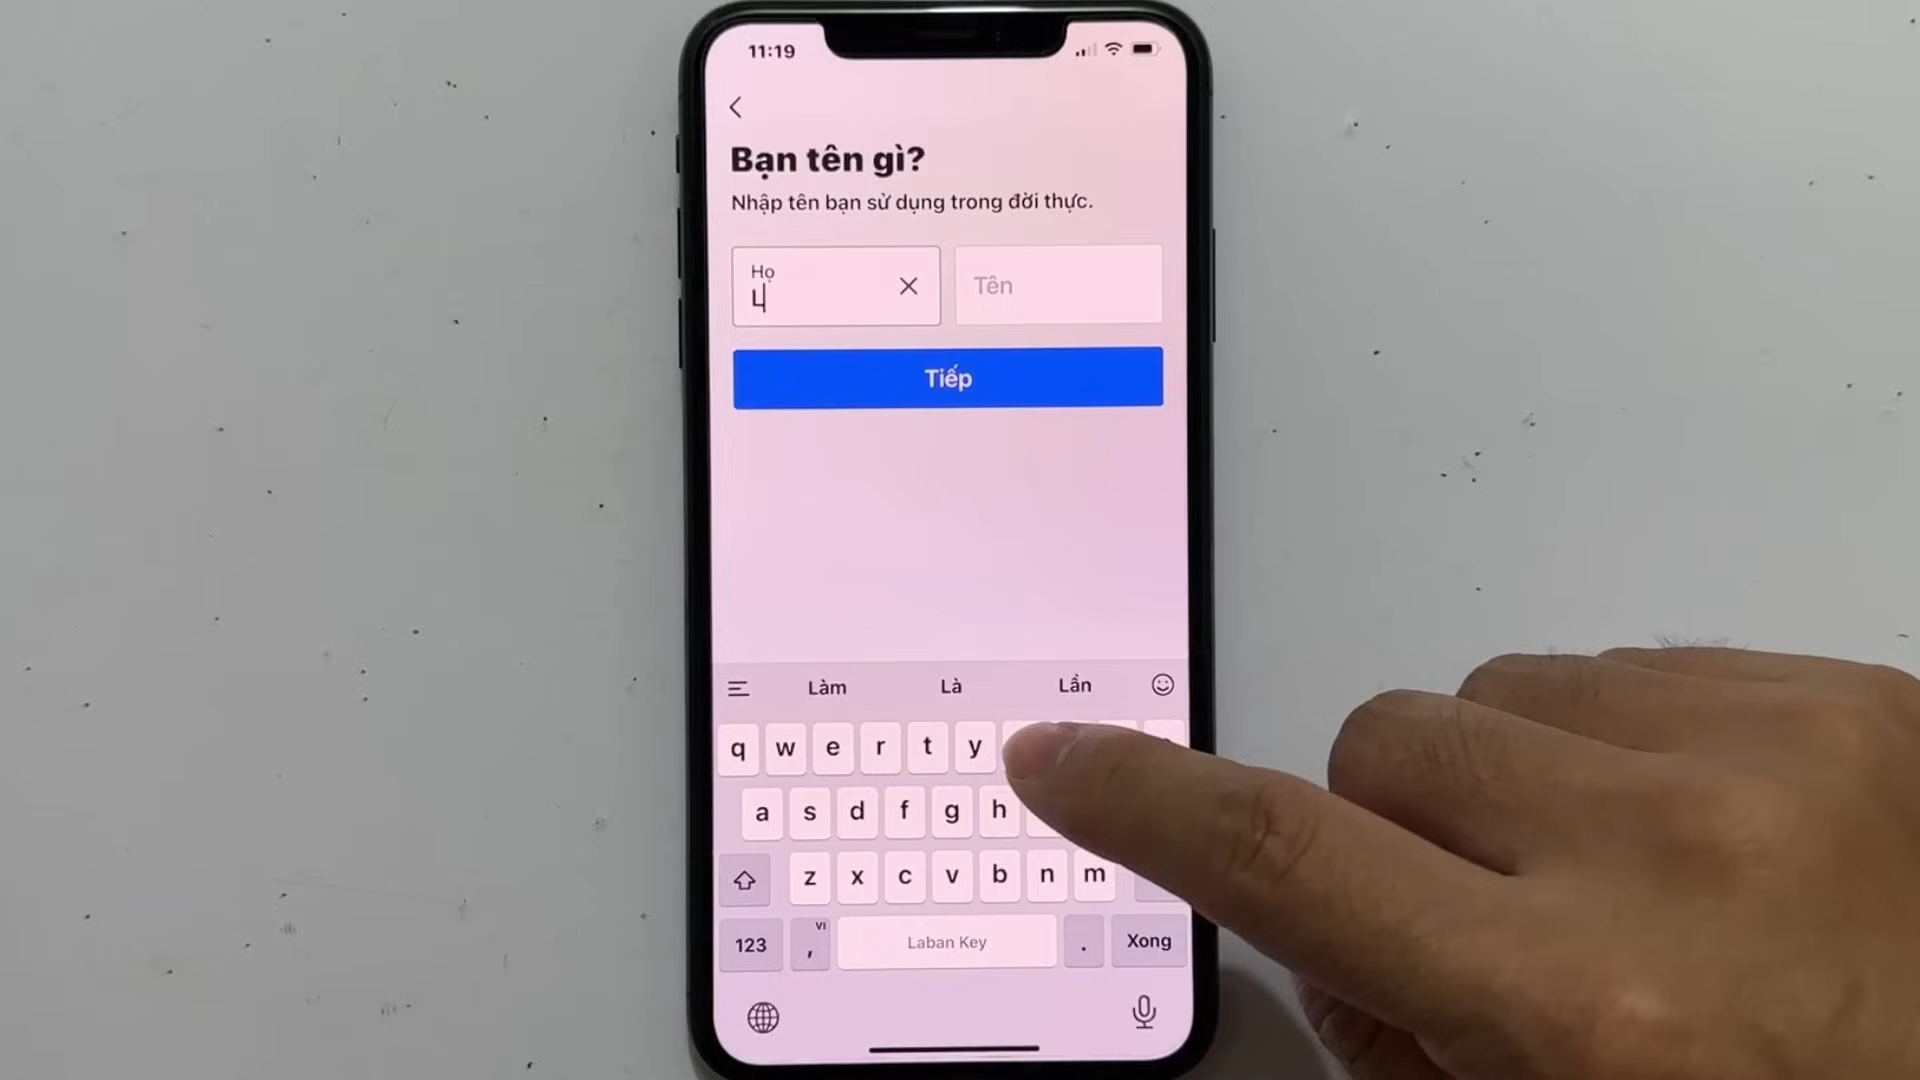 11:19
Bạn tên gì?
Nhập tên bạn sử dụng trong đời thực.
Họ
Tên
Tiếp
Làm Là Lần
q w e r t y
a s d f g h
z x c v b n m
123 , VI Laban Key . Xong